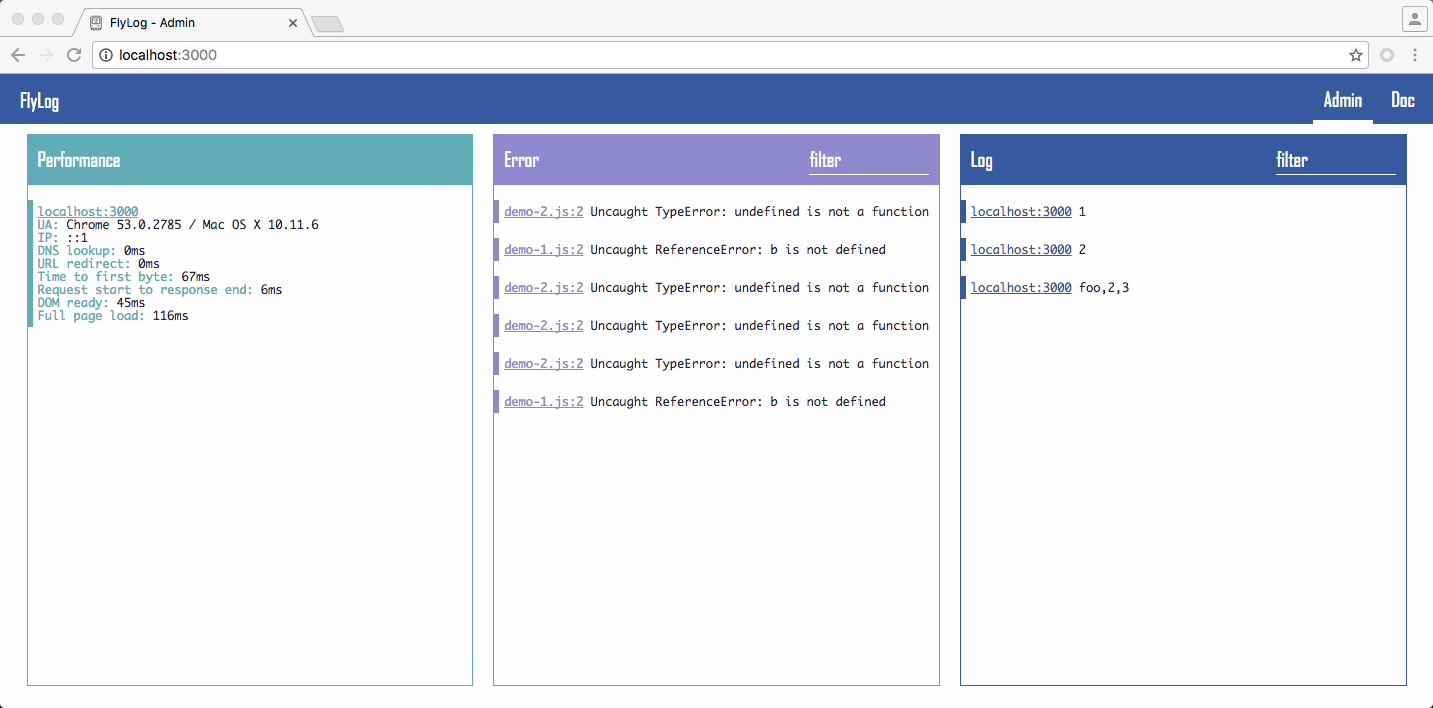 FlyLog - Admin
localhost:3000
FlyLog
Admin
Doc
Performance
localhost:3000
UA: Chrome 53.0.2785 / Mac OS X 10.11.6
IP: ::1
DNS lookup: 0ms
URL redirect: 0ms
Time to first byte: 67ms
Request start to response end: 6ms
DOM ready: 45ms
Full page load: 116ms
Error
filter
demo-2.js:2 Uncaught TypeError: undefined is not a function
demo-1.js:2 Uncaught ReferenceError: b is not defined
demo-2.js:2 Uncaught TypeError: undefined is not a function
demo-2.js:2 Uncaught TypeError: undefined is not a function
demo-2.js:2 Uncaught TypeError: undefined is not a function
demo-1.js:2 Uncaught ReferenceError: b is not defined
Log
filter
localhost:3000 1
localhost:3000 2
localhost:3000 foo,2,3